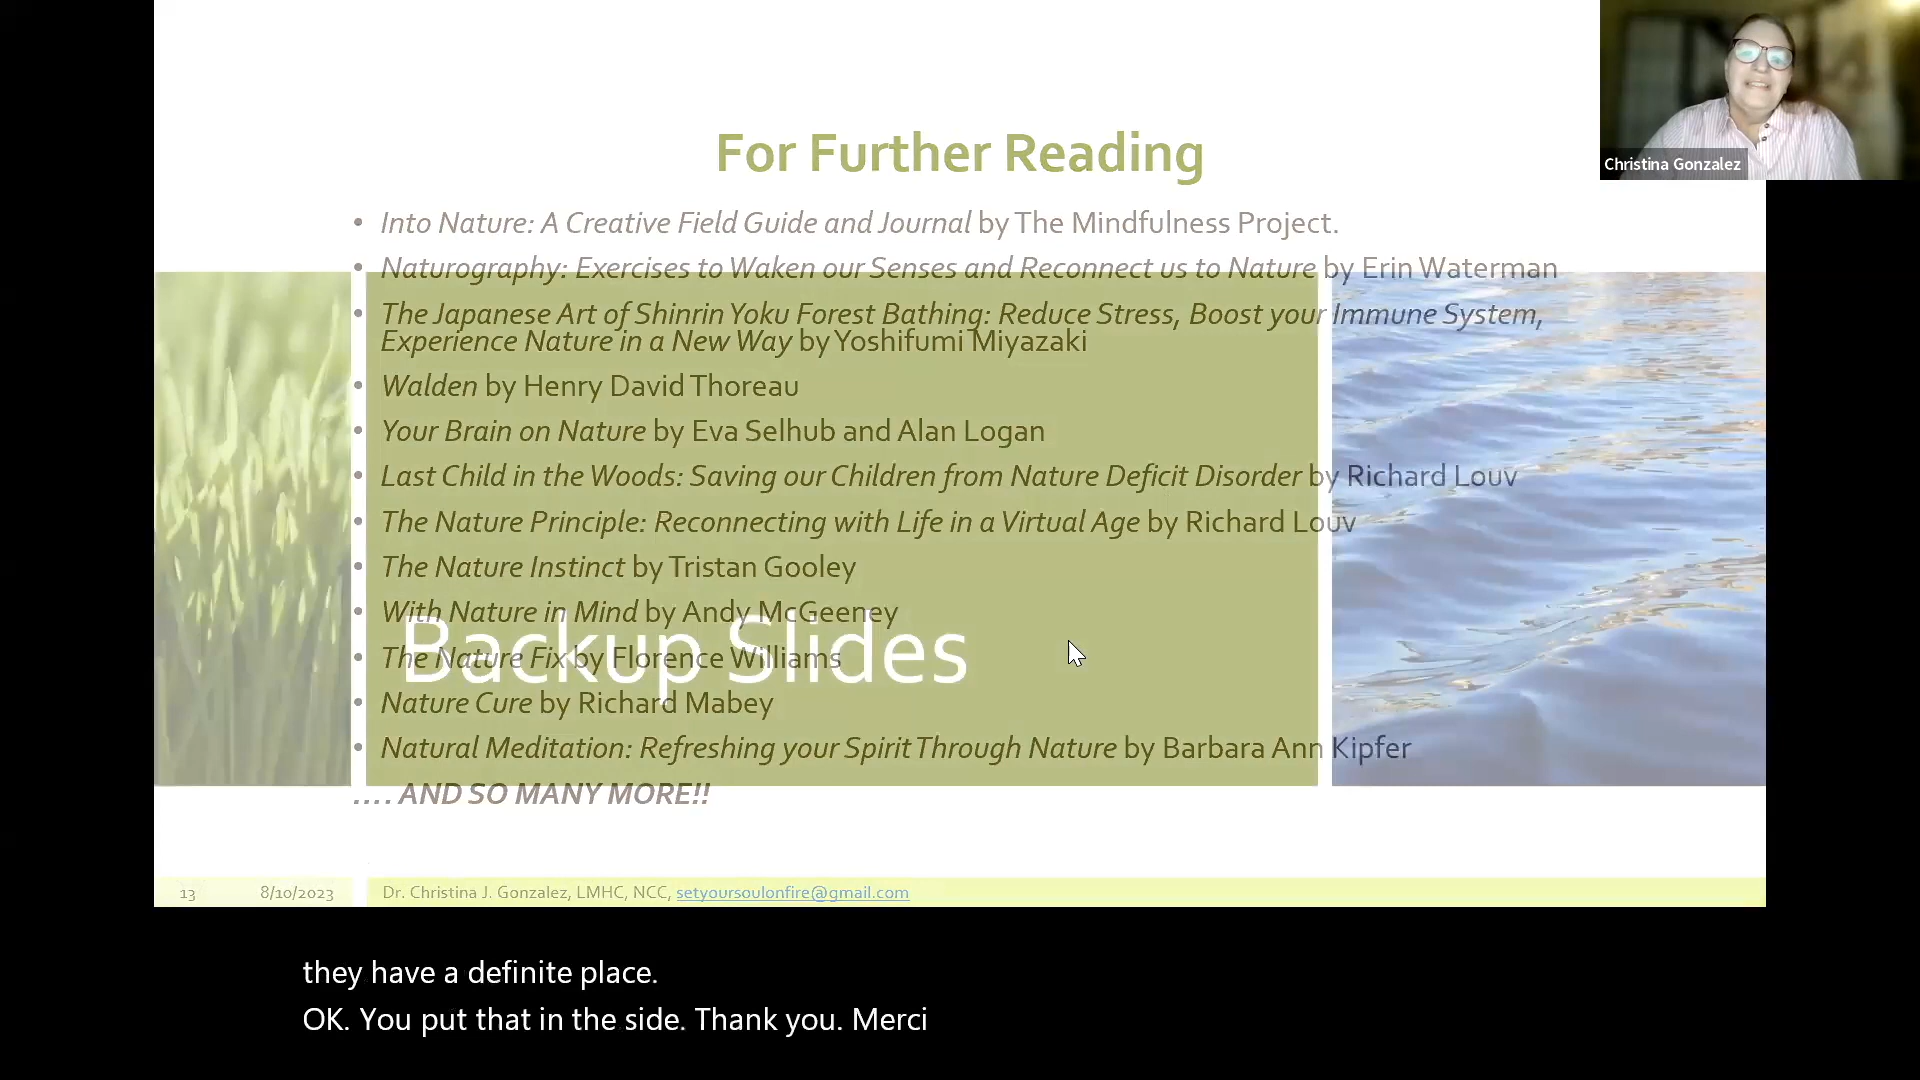 For Further Reading
Christina Gonzalez
• Into Nature: A Creative Field Guide and Journal by The Mindfulness Project.
• Naturography: Exercises to Waken our Senses and Reconnect us to Nature by Erin Waterman
• The Japanese Art of Shinrin Yoku Forest Bathing: Reduce Stress, Boost your Immune System,
Experience Nature in a New Way by Yoshifumi Miyazaki
• Walden by Henry David Thoreau
• Your Brain on Nature by Eva Selhub and Alan Logan
• Last Child in the Woods: Saving our Children from Nature Deficit Disorder by Richard Louv
• The Nature Principle: Reconnecting with Life in a Virtual Age by Richard Louv
• The Nature Instinct by Tristan Gooley
• With Nature in Mind by Andy McGeeney
Backup Slides
• The Nature Fix by Florence Williams
• Nature Cure by Richard Mabey
• Natural Meditation: Refreshing your Spirit Through Nature by Barbara Ann Kipfer
.... AND SO MANY MORE!!
13 8/10/2023 Dr. Christina J. Gonzalez, LMHC, NCC, setyoursoulonfire@gmail.com
they have a definite place.
OK. You put that in the side. Thank you. Merci